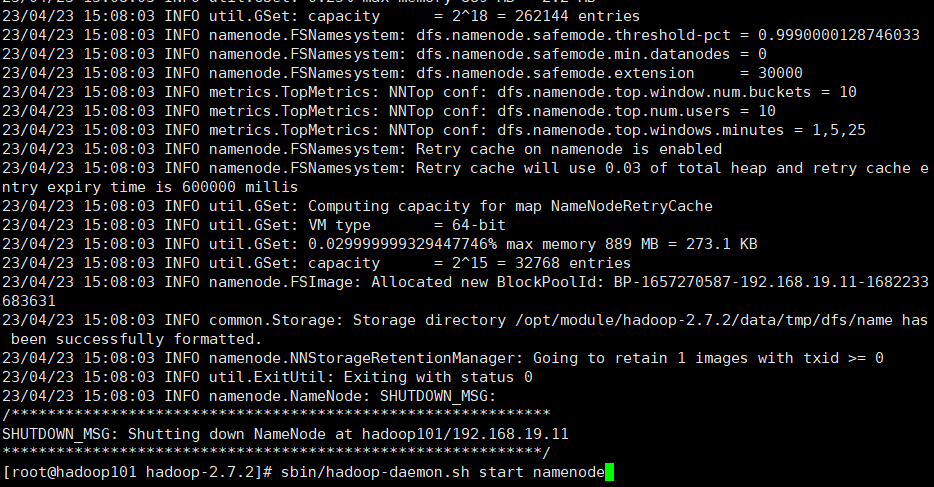 23/04/23 15:08:03 INFO util.GSet: capacity      = 2^18 = 262144 entries
23/04/23 15:08:03 INFO namenode.FSNamesystem: dfs.namenode.safemode.threshold-pct = 0.9990000128746033
23/04/23 15:08:03 INFO namenode.FSNamesystem: dfs.namenode.safemode.min.datanodes = 0
23/04/23 15:08:03 INFO namenode.FSNamesystem: dfs.namenode.safemode.extension     = 30000
23/04/23 15:08:03 INFO metrics.TopMetrics: NNTop conf: dfs.namenode.top.window.num.buckets = 10
23/04/23 15:08:03 INFO metrics.TopMetrics: NNTop conf: dfs.namenode.top.num.users = 10
23/04/23 15:08:03 INFO metrics.TopMetrics: NNTop conf: dfs.namenode.top.windows.minutes = 1,5,25
23/04/23 15:08:03 INFO namenode.FSNamesystem: Retry cache on namenode is enabled
23/04/23 15:08:03 INFO namenode.FSNamesystem: Retry cache will use 0.03 of total heap and retry cache e
ntry expiry time is 600000 millis
23/04/23 15:08:03 INFO util.GSet: Computing capacity for map NameNodeRetryCache
23/04/23 15:08:03 INFO util.GSet: VM type       = 64-bit
23/04/23 15:08:03 INFO util.GSet: 0.029999999329447746% max memory 889 MB = 273.1 KB
23/04/23 15:08:03 INFO util.GSet: capacity      = 2^15 = 32768 entries
23/04/23 15:08:03 INFO namenode.FSImage: Allocated new BlockPoolId: BP-1657270587-192.168.19.11-1682233
683631
23/04/23 15:08:03 INFO common.Storage: Storage directory /opt/module/hadoop-2.7.2/data/tmp/dfs/name has
 been successfully formatted.
23/04/23 15:08:03 INFO namenode.NNStorageRetentionManager: Going to retain 1 images with txid >= 0
23/04/23 15:08:03 INFO util.ExitUtil: Exiting with status 0
23/04/23 15:08:03 INFO namenode.NameNode: SHUTDOWN_MSG:
/************************************************************
SHUTDOWN_MSG: Shutting down NameNode at hadoop101/192.168.19.11
************************************************************/
[root@hadoop101 hadoop-2.7.2]# sbin/hadoop-daemon.sh start namenode